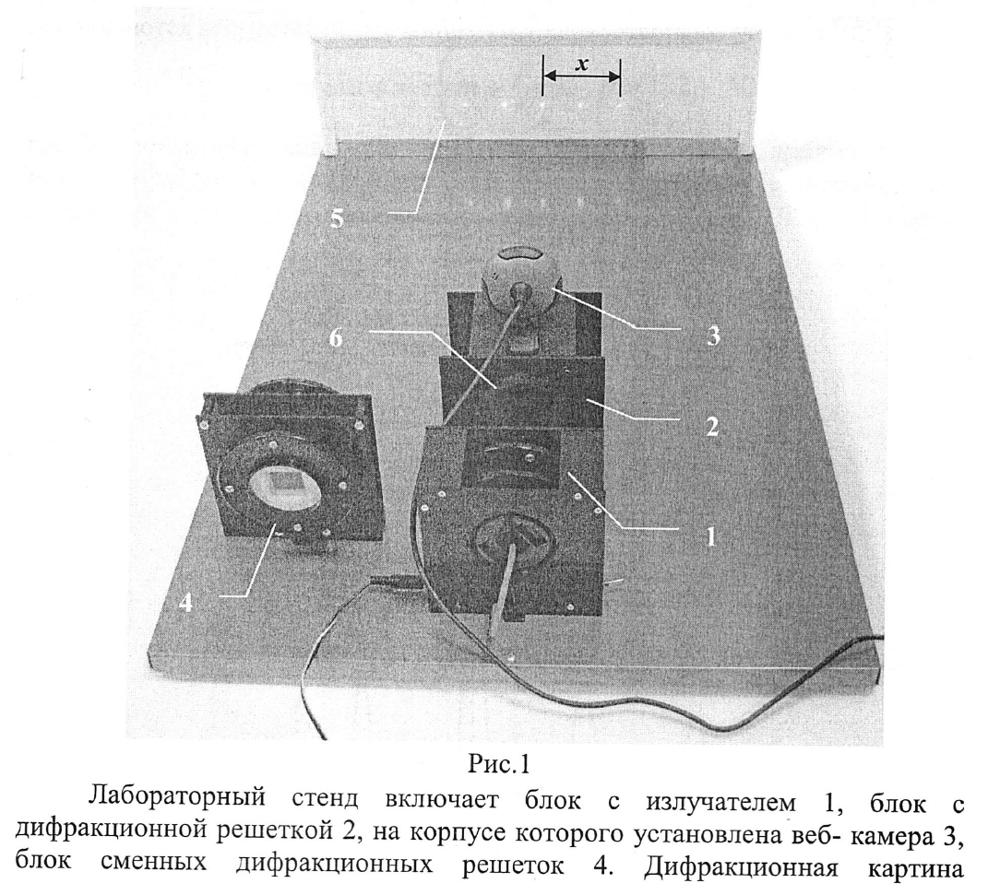 x
5
6
3
2
1
4
Рис.1
Лабораторный стенд включает блок с излучателем 1, блок с
дифракционной решеткой 2, на корпусе которого установлена веб- камера 3,
блок сменных дифракционных решеток 4. Дифракционная картина